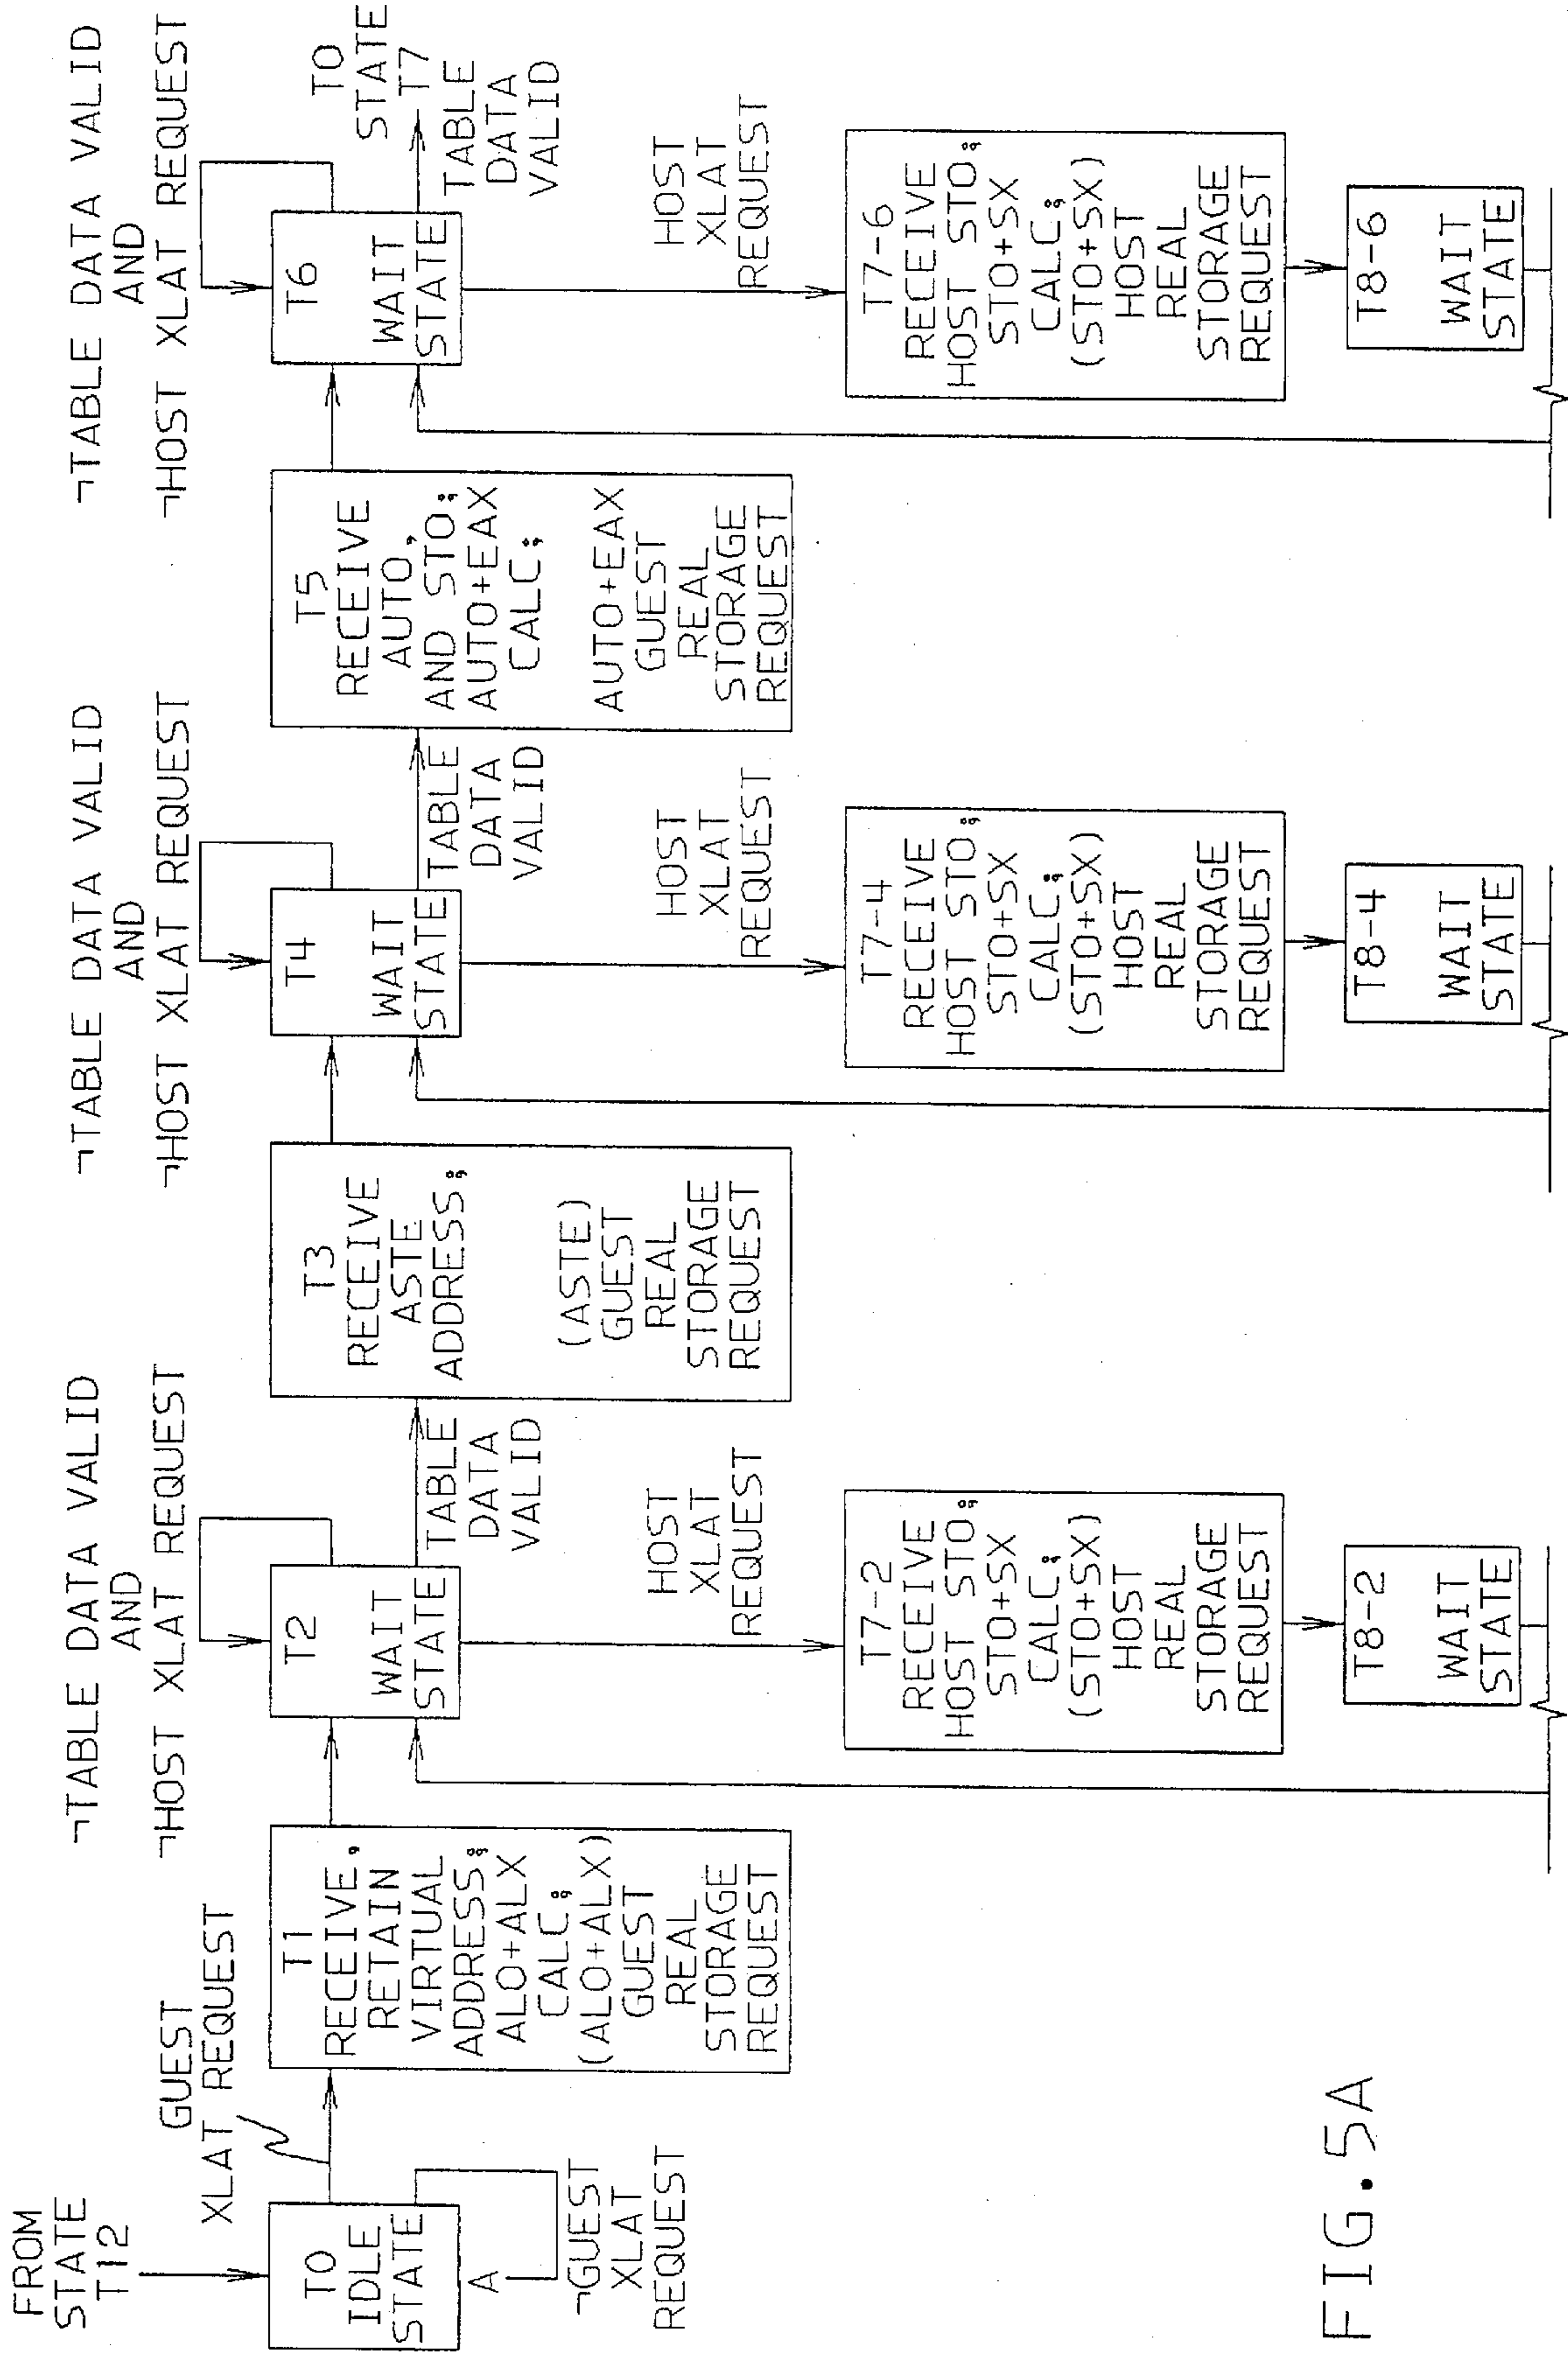 FROM
STATE
T12
T0
IDLE
STATE
A
¬GUEST
XLAT
REQUEST
GUEST
XLAT REQUEST
T1
RECEIVE,
RETAIN
VIRTUAL
ADDRESS;
ALO+ALX
CALC;
(ALO+ALX)
GUEST
REAL
STORAGE
REQUEST
¬TABLE DATA VALID
AND
¬HOST XLAT REQUEST
T2
WAIT
STATE
TABLE
DATA
VALID
HOST
XLAT
REQUEST
T7-2
RECEIVE
HOST STO;
STO+SX
CALC;
(STO+SX)
HOST
REAL
STORAGE
REQUEST
T8-2
WAIT
STATE
T3
RECEIVE
ASTE
ADDRESS;
(ASTE)
GUEST
REAL
STORAGE
REQUEST
¬TABLE DATA VALID
AND
¬HOST XLAT REQUEST
T4
WAIT
STATE
TABLE
DATA
VALID
HOST
XLAT
REQUEST
T7-4
RECEIVE
HOST STO;
STO+SX
CALC;
(STO+SX)
HOST
REAL
STORAGE
REQUEST
T8-4
WAIT
STATE
T5
RECEIVE
AUTO,
AND STO;
AUTO+EAX
CALC;
AUTO+EAX
GUEST
REAL
STORAGE
REQUEST
¬TABLE DATA VALID
AND
¬HOST XLAT REQUEST
T6
WAIT
STATE
TO
STATE
T7
TABLE
DATA
VALID
HOST
XLAT
REQUEST
T7-6
RECEIVE
HOST STO;
STO+SX
CALC;
(STO+SX)
HOST
REAL
STORAGE
REQUEST
T8-6
WAIT
STATE
FIG.5A